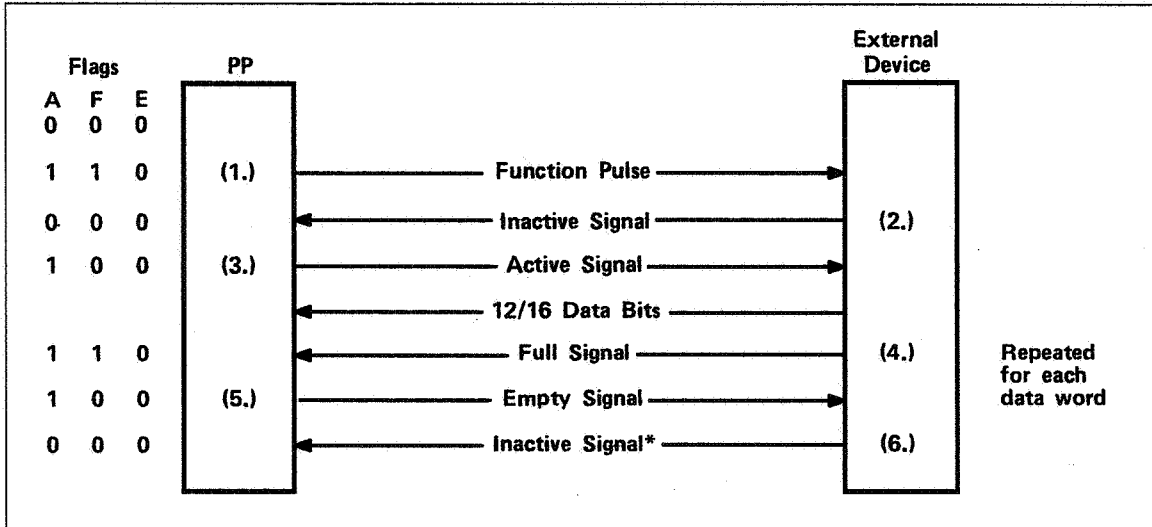 External
Flags PP Device
A F E
0 0 0
1 1 0 (1.) Function Pulse
0 0 0 Inactive Signal (2.)
1 0 0 (3.) Active Signal
12/16 Data Bits
1 1 0 Full Signal (4.) Repeated
for each
1 0 0 (5.) Empty Signal data word
0 0 0 Inactive Signal* (6.)